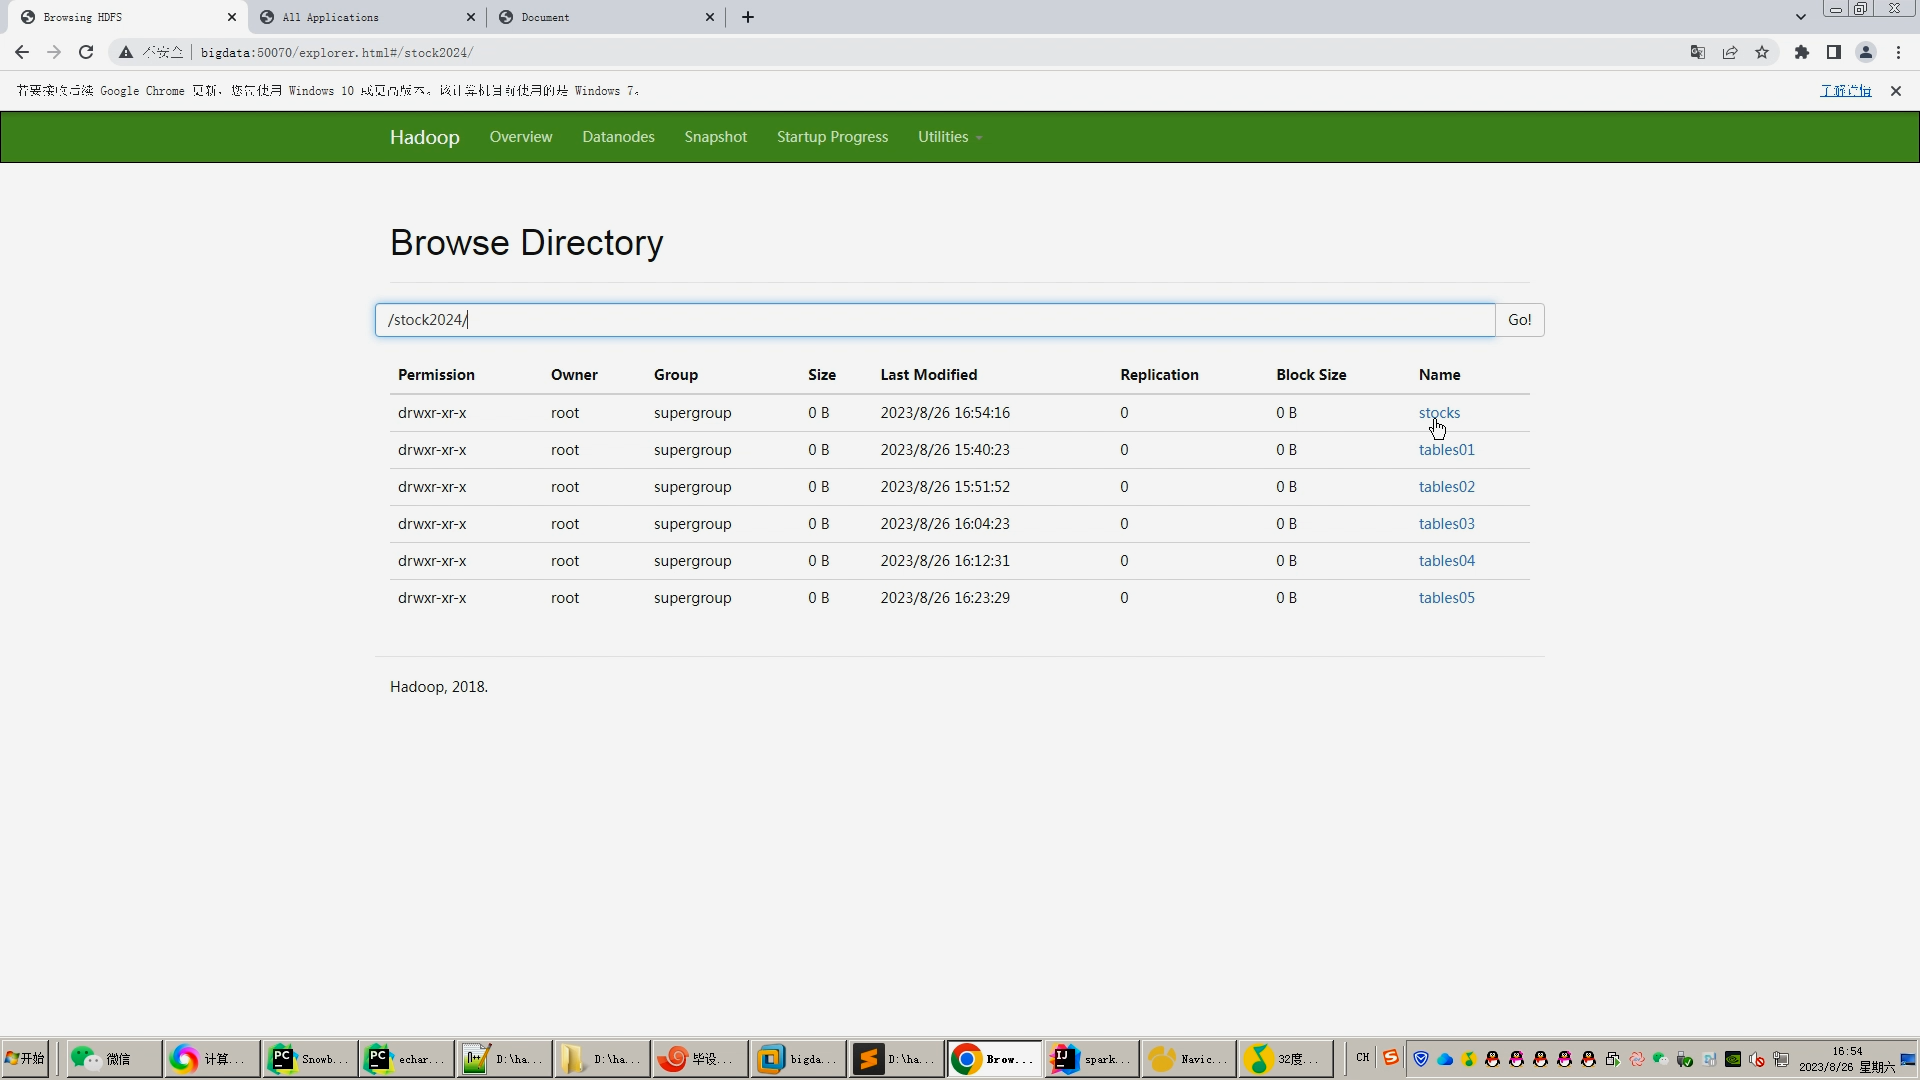 Browsing HDFS
All Applications
Document
不安全 bigdata:50070/explorer.html#/stock2024/
若要接收后续 Google Chrome 更新，您需使用 Windows 10 或更高版本。该计算机目前使用的是 Windows 7。 了解详情
Hadoop Overview Datanodes Snapshot Startup Progress Utilities
Browse Directory
/stock2024/ Go!
Permission Owner Group Size Last Modified Replication Block Size Name
drwxr-xr-x root supergroup 0 B 2023/8/26 16:54:16 0 0 B stocks
drwxr-xr-x root supergroup 0 B 2023/8/26 15:40:23 0 0 B tables01
drwxr-xr-x root supergroup 0 B 2023/8/26 15:51:52 0 0 B tables02
drwxr-xr-x root supergroup 0 B 2023/8/26 16:04:23 0 0 B tables03
drwxr-xr-x root supergroup 0 B 2023/8/26 16:12:31 0 0 B tables04
drwxr-xr-x root supergroup 0 B 2023/8/26 16:23:29 0 0 B tables05
Hadoop, 2018.
开始 微信 计算... Snowb... echar... D:\ha... D:\ha... 毕设... bigda... D:\ha... Brow... spark... Navic... 32度... CH
16:54
2023/8/26 星期六